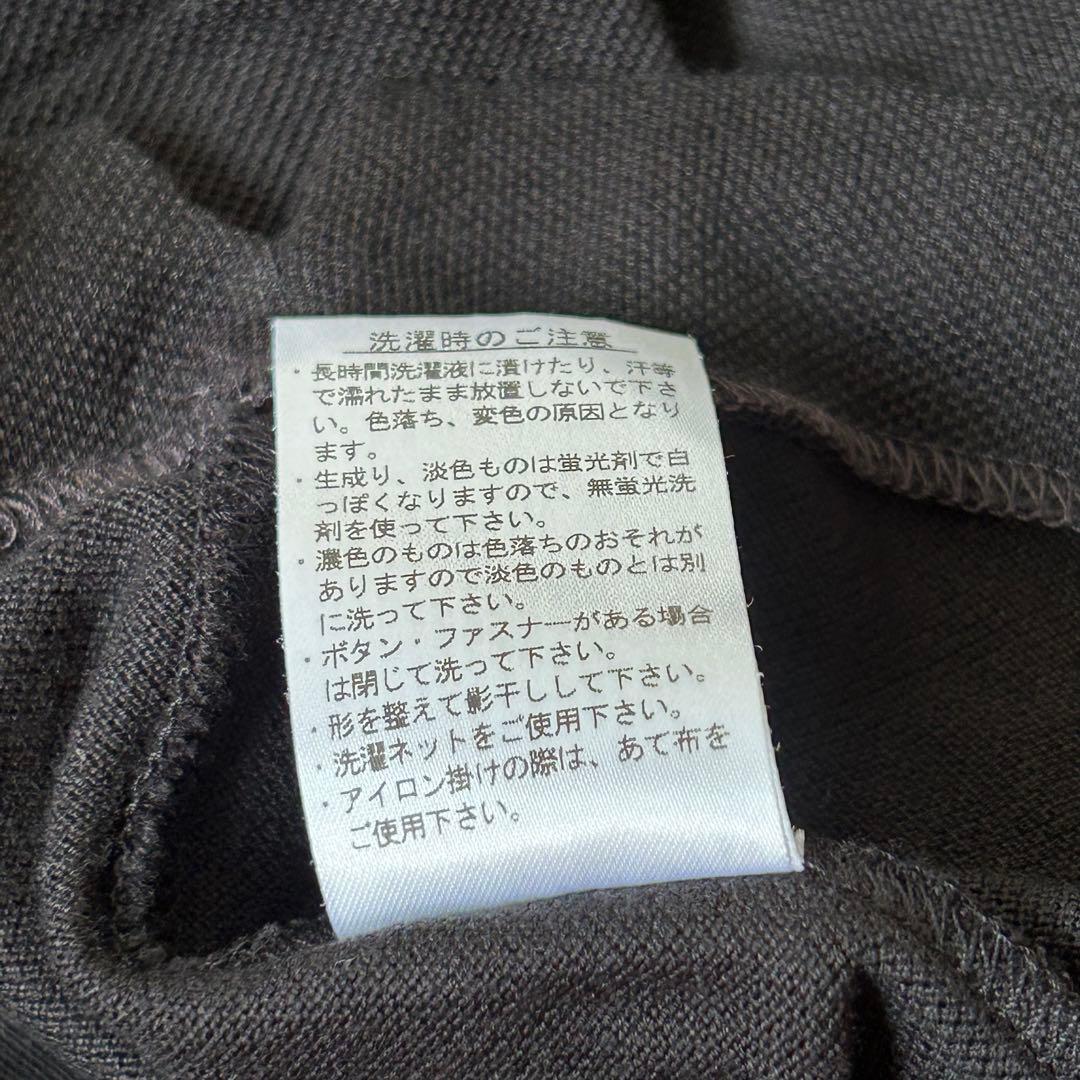 洗濯時のご注意
・長時間洗濯液に漬けたり、汗等
で濡れたまま放置しないで下さ
い。色落ち、変色の原因となり
ます。
・生成り、淡色ものは蛍光剤で白
っぽくなりますので、無蛍光洗
剤を使って下さい。
・濃色のものは色落ちのおそれが
ありますので淡色のものとは別
に洗って下さい。
・ボタン・ファスナーがある場合
は閉じて洗って下さい。
・形を整えて影干しして下さい。
・洗濯ネットをご使用下さい。
・アイロン掛けの際は、あて布を
ご使用下さい。